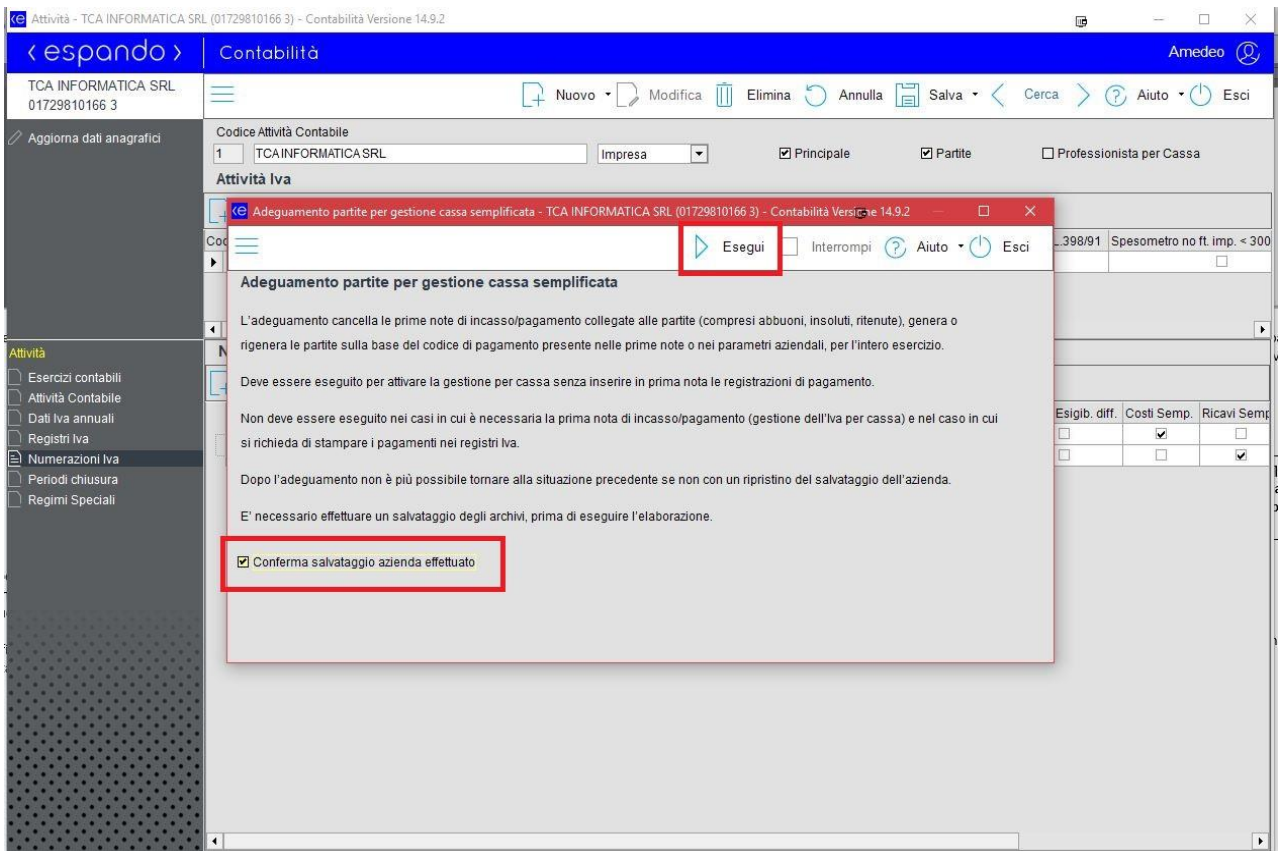 Attività - TCA INFORMATICA SRL (01729810166 3) - Contabilità Versione 14.9.2
<espando> Contabilità Amedeo
TCA INFORMATICA SRL
01729810166 3
Nuovo Modifica Elimina Annulla Salva Cerca Aiuto Esci
Aggiorna dati anagrafici
Codice Attività Contabile
1 TCA INFORMATICA SRL Impresa Principale Partite Professionista per Cassa
Attività Iva
Adeguamento partite per gestione cassa semplificata - TCA INFORMATICA SRL (01729810166 3) - Contabilità Versione 14.9.2
.398/91 Spesometro no ft. imp. < 300
Esegui Interrompi Aiuto Esci
Adeguamento partite per gestione cassa semplificata
L'adeguamento cancella le prime note di incasso/pagamento collegate alle partite (compresi abbuoni, insoluti, ritenute), genera o
rigenera le partite sulla base del codice di pagamento presente nelle prime note o nei parametri aziendali, per l'intero esercizio.
Deve essere eseguito per attivare la gestione per cassa senza inserire in prima nota le registrazioni di pagamento.
Non deve essere eseguito nei casi in cui è necessaria la prima nota di incasso/pagamento (gestione dell'Iva per cassa) e nel caso in cui
si richieda di stampare i pagamenti nei registri Iva.
Dopo l'adeguamento non è più possibile tornare alla situazione precedente se non con un ripristino del salvataggio dell'azienda.
E' necessario effettuare un salvataggio degli archivi, prima di eseguire l'elaborazione.
Conferma salvataggio azienda effettuato
Attività
Esercizi contabili
Attività Contabile
Dati Iva annuali
Registri Iva
Numerazioni Iva
Periodi chiusura
Regimi Speciali
Esigib. diff. Costi Semp. Ricavi Semp